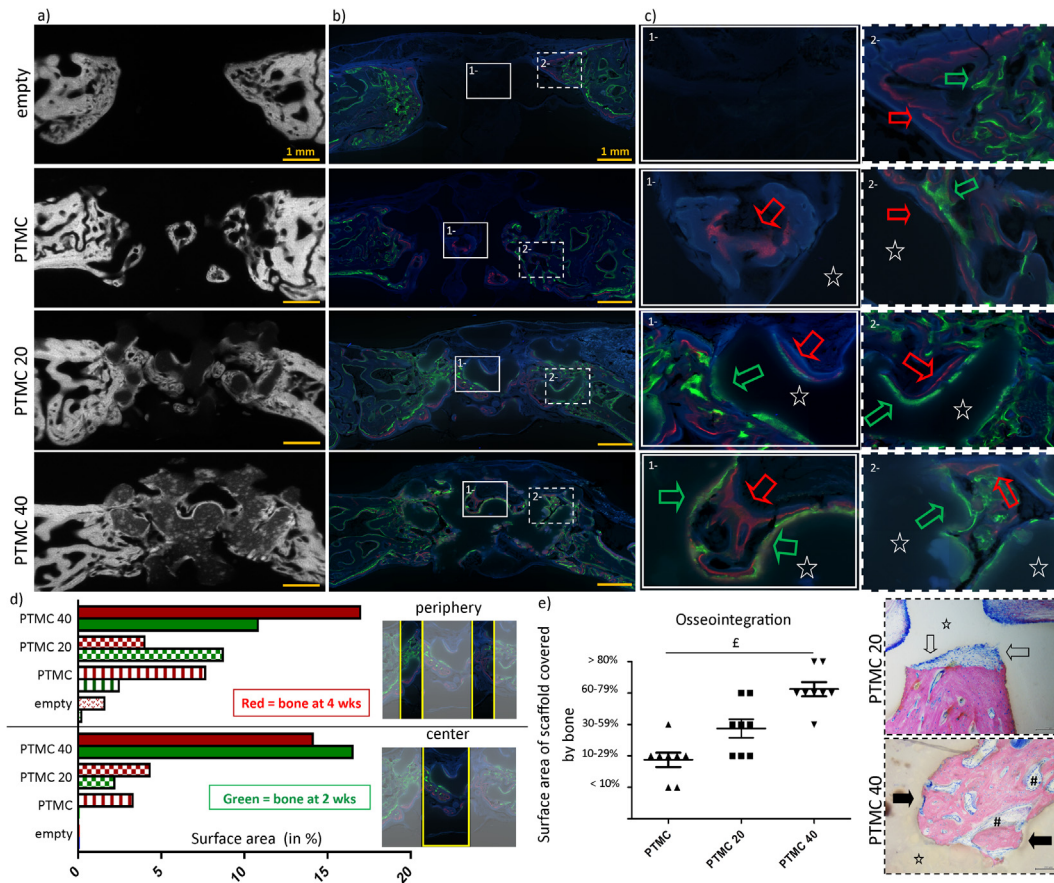 a)
b)
c)
empty
1 mm
1-
2-
1 mm
1-
2-
PTMC
1-
2-
1-
2-
PTMC 20
1-
2-
1-
2-
PTMC 40
1-
2-
1-
2-
d)
PTMC 40
PTMC 20
PTMC
empty
Red = bone at 4 wks
periphery
PTMC 40
PTMC 20
PTMC
empty
Green = bone at 2 wks
center
Surface area (in %)
0
5
10
15
20
e)
Osseointegration
£
Surface area of scaffold covered
by bone
> 80%
60-79%
30-59%
10-29%
< 10%
PTMC
PTMC 20
PTMC 40
PTMC 20
PTMC 40
#
#